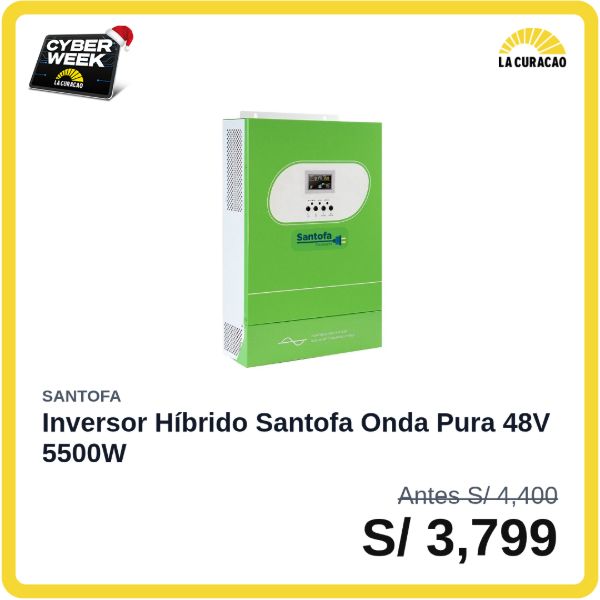 CYBER
WEEK
LA CURACAO
LA CURACAO
Santofa
SANTOFA
Inversor Híbrido Santofa Onda Pura 48V
5500W
Antes S/ 4,400
S/ 3,799